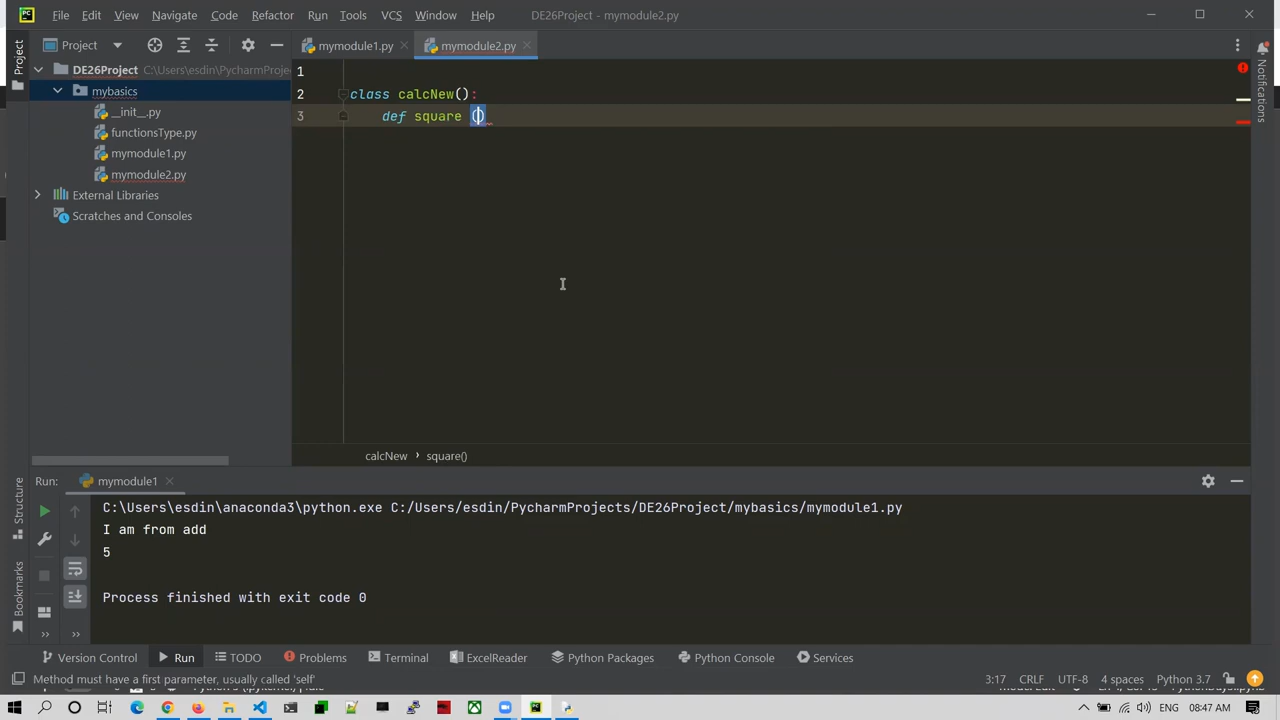 File Edit View Navigate Code Refactor Run Tools VCS Window Help DE26Project - mymodule2.py
Project
mymodule1.py mymodule2.py
DE26Project C:\Users\esdin\PycharmProje
mybasics
__init__.py
functionsType.py
mymodule1.py
mymodule2.py
External Libraries
Scratches and Consoles
1
2 class calcNew():
3 def square ()
calcNew › square()
Project
Notifications
Structure
Bookmarks
Run: mymodule1
C:\Users\esdin\anaconda3\python.exe C:/Users/esdin/PycharmProjects/DE26Project/mybasics/mymodule1.py
I am from add
5
Process finished with exit code 0
Version Control Run TODO Problems Terminal ExcelReader Python Packages Python Console Services
Method must have a first parameter, usually called 'self' 3:17 CRLF UTF-8 4 spaces Python 3.7
ENG 08:47 AM